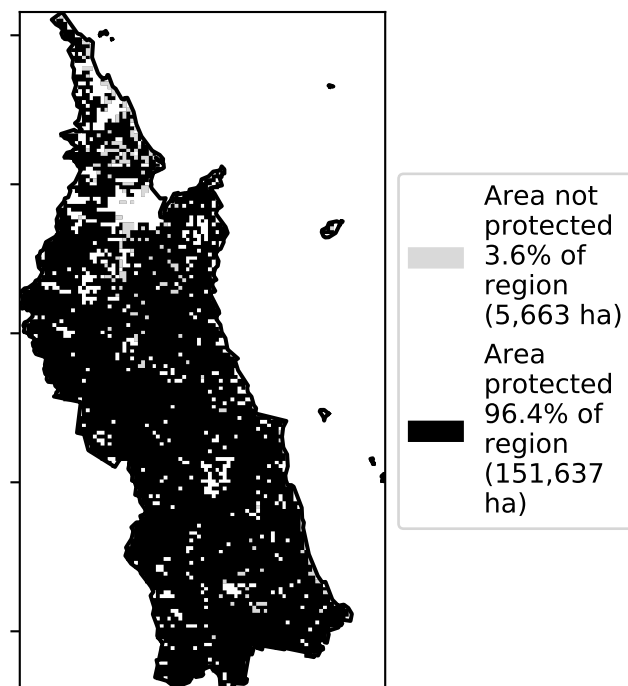 Area not
protected
3.6% of
region
(5,663 ha)
Area
protected
96.4% of
region
(151,637
ha)